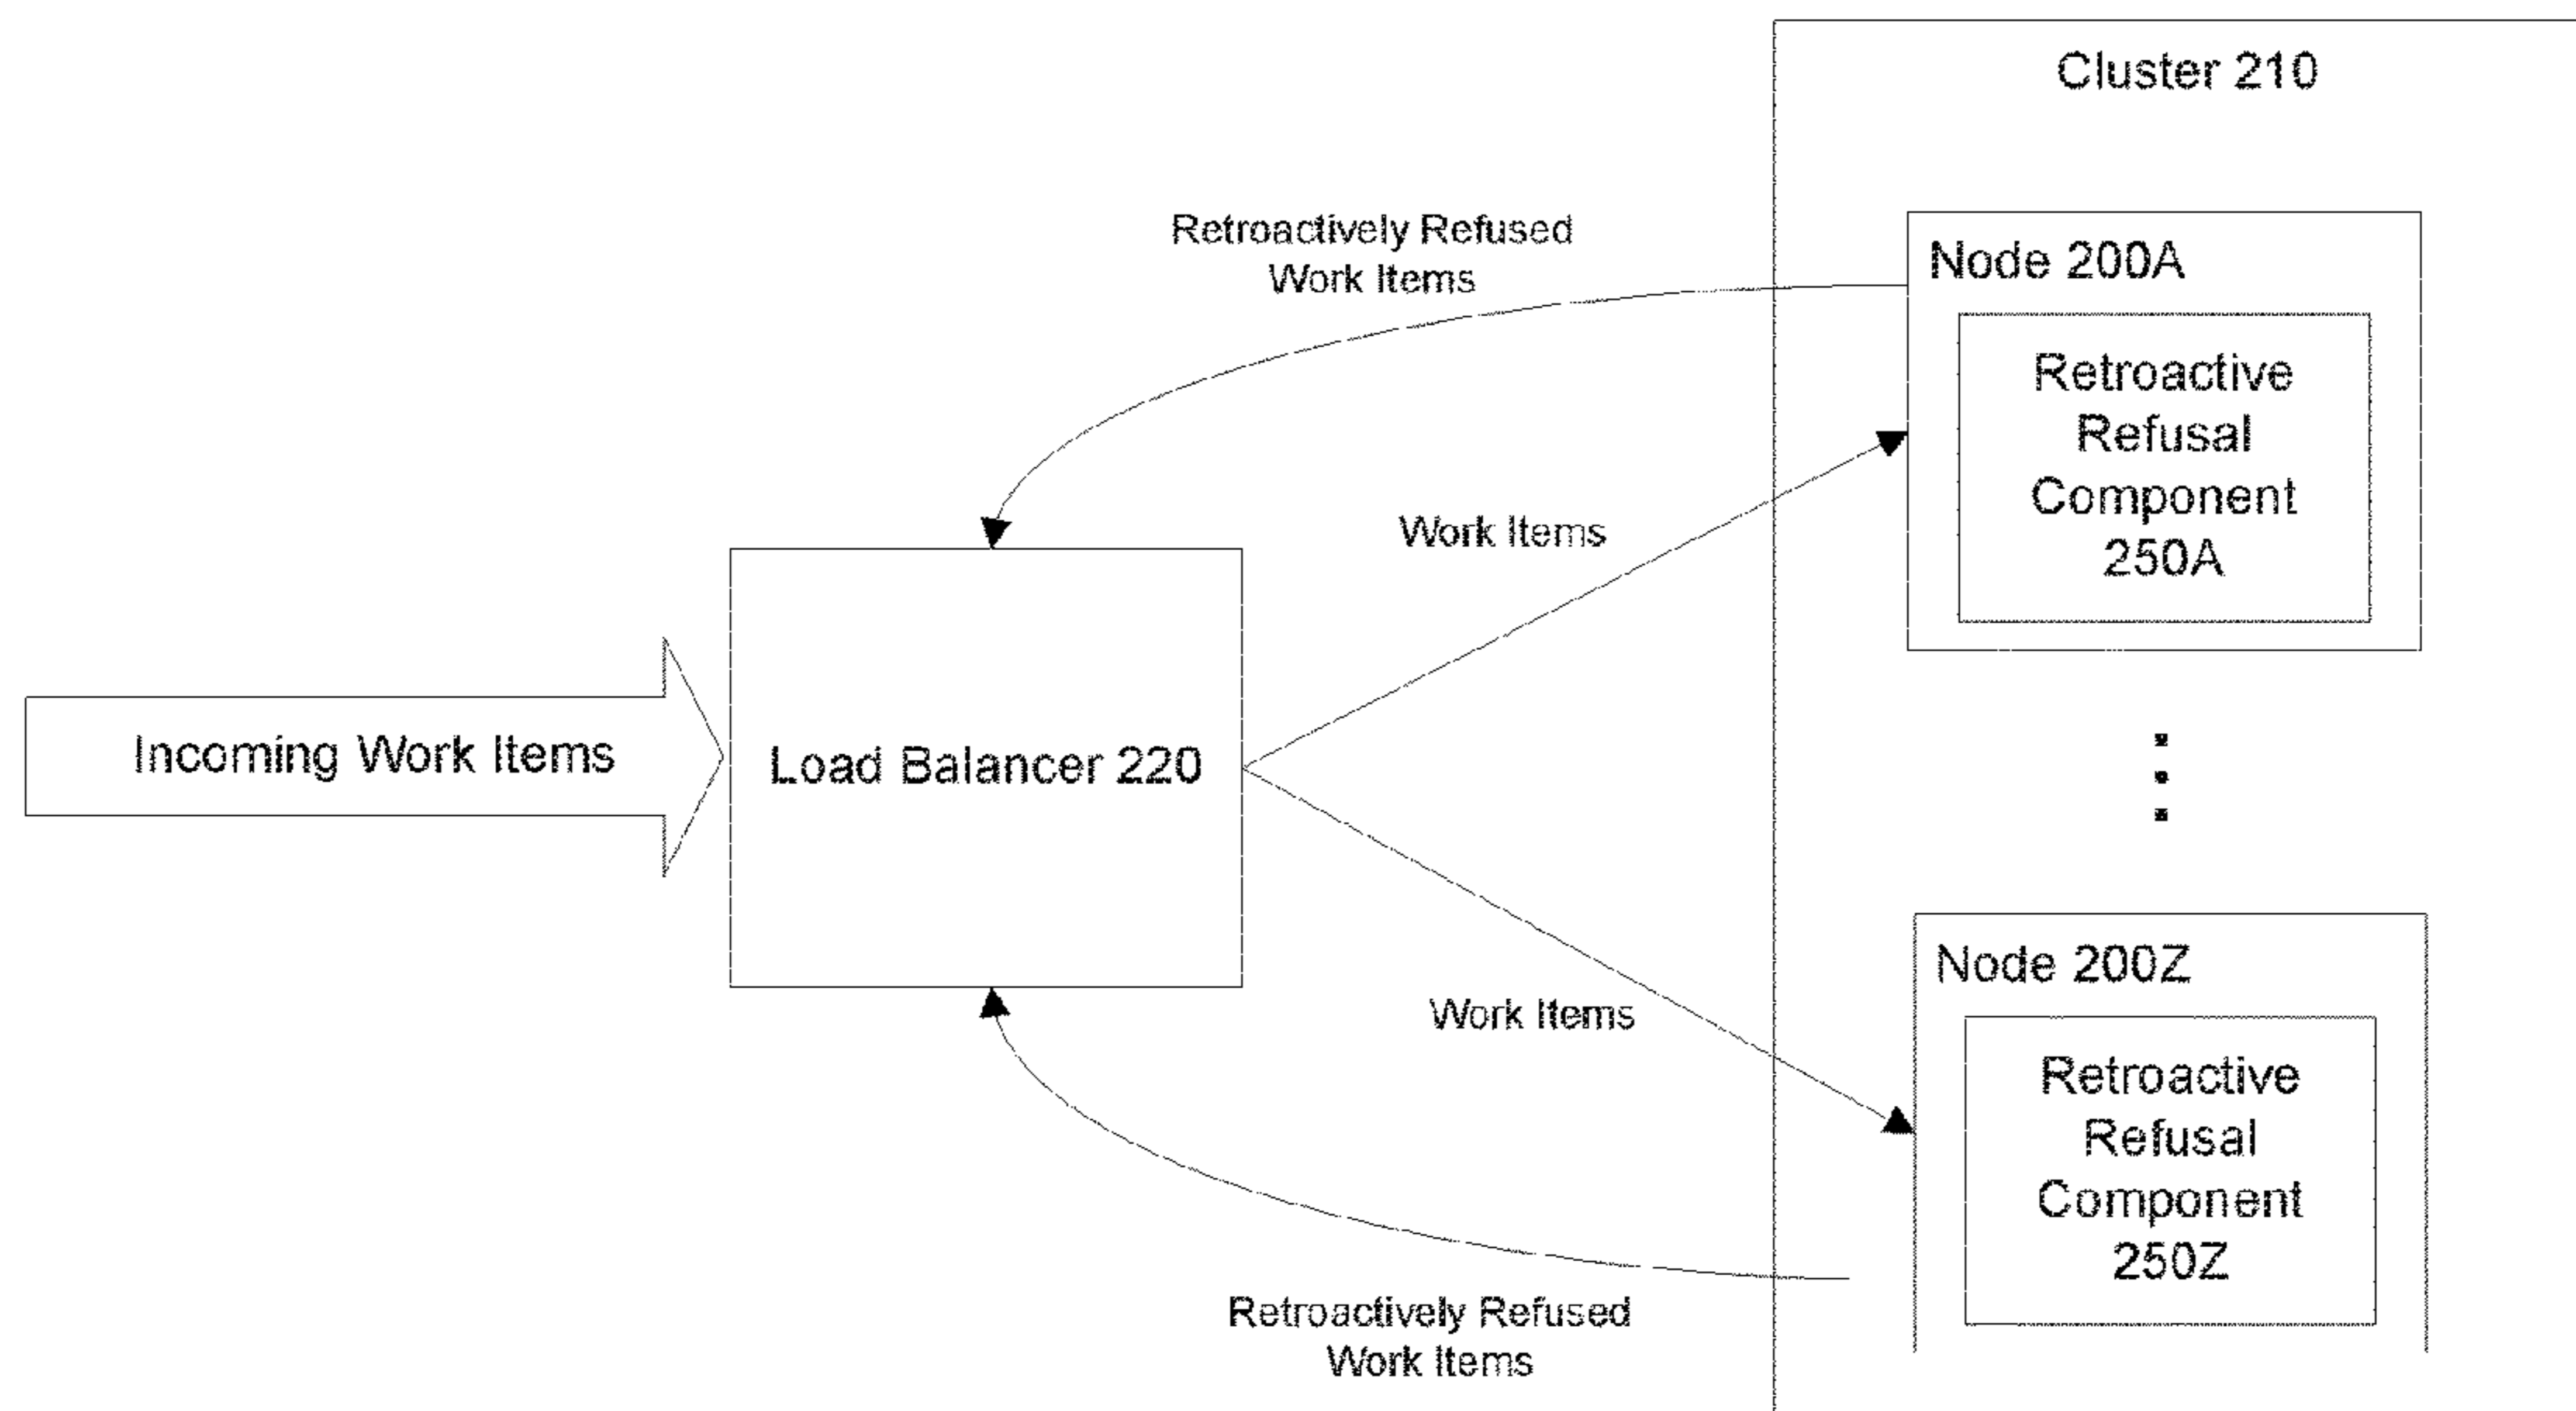 Cluster 210
Retroactively Refused
Work Items
Node 200A
Retroactive
Refusal
Component
250A
Work Items
Incoming Work Items
Load Balancer 220
Node 200Z
Work Items
Retroactive
Refusal
Component
250Z
Retroactively Refused
Work Items